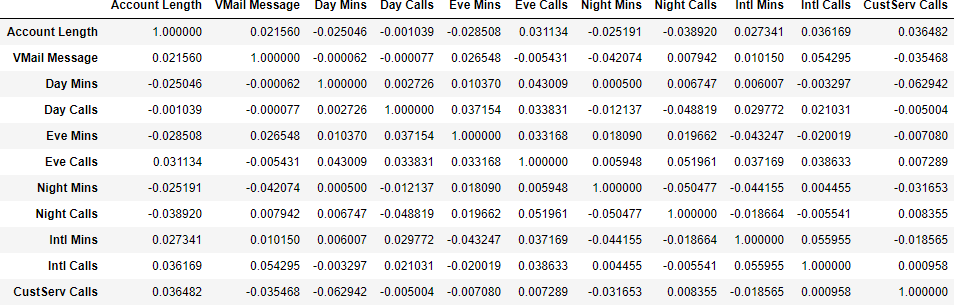 Account Length VMail Message Day Mins Day Calls Eve Mins Eve Calls Night Mins Night Calls Intl Mins Intl Calls CustServ Calls
Account Length 1.000000 0.021560 -0.025046 -0.001039 -0.028508 0.031134 -0.025191 -0.038920 0.027341 0.036169 0.036482
VMail Message 0.021560 1.000000 -0.000062 -0.000077 0.026548 -0.005431 -0.042074 0.007942 0.010150 0.054295 -0.035468
Day Mins -0.025046 -0.000062 1.000000 0.002726 0.010370 0.043009 0.000500 0.006747 0.006007 -0.003297 -0.062942
Day Calls -0.001039 -0.000077 0.002726 1.000000 0.037154 0.033831 -0.012137 -0.048819 0.029772 0.021031 -0.005004
Eve Mins -0.028508 0.026548 0.010370 0.037154 1.000000 0.033168 0.018090 0.019662 -0.043247 -0.020019 -0.007080
Eve Calls 0.031134 -0.005431 0.043009 0.033831 0.033168 1.000000 0.005948 0.051961 0.037169 0.038633 0.007289
Night Mins -0.025191 -0.042074 0.000500 -0.012137 0.018090 0.005948 1.000000 -0.050477 -0.044155 0.004455 -0.031653
Night Calls -0.038920 0.007942 0.006747 -0.048819 0.019662 0.051961 -0.050477 1.000000 -0.018664 -0.005541 0.008355
Intl Mins 0.027341 0.010150 0.006007 0.029772 -0.043247 0.037169 -0.044155 -0.018664 1.000000 0.055955 -0.018565
Intl Calls 0.036169 0.054295 -0.003297 0.021031 -0.020019 0.038633 0.004455 -0.005541 0.055955 1.000000 0.000958
CustServ Calls 0.036482 -0.035468 -0.062942 -0.005004 -0.007080 0.007289 -0.031653 0.008355 -0.018565 0.000958 1.000000